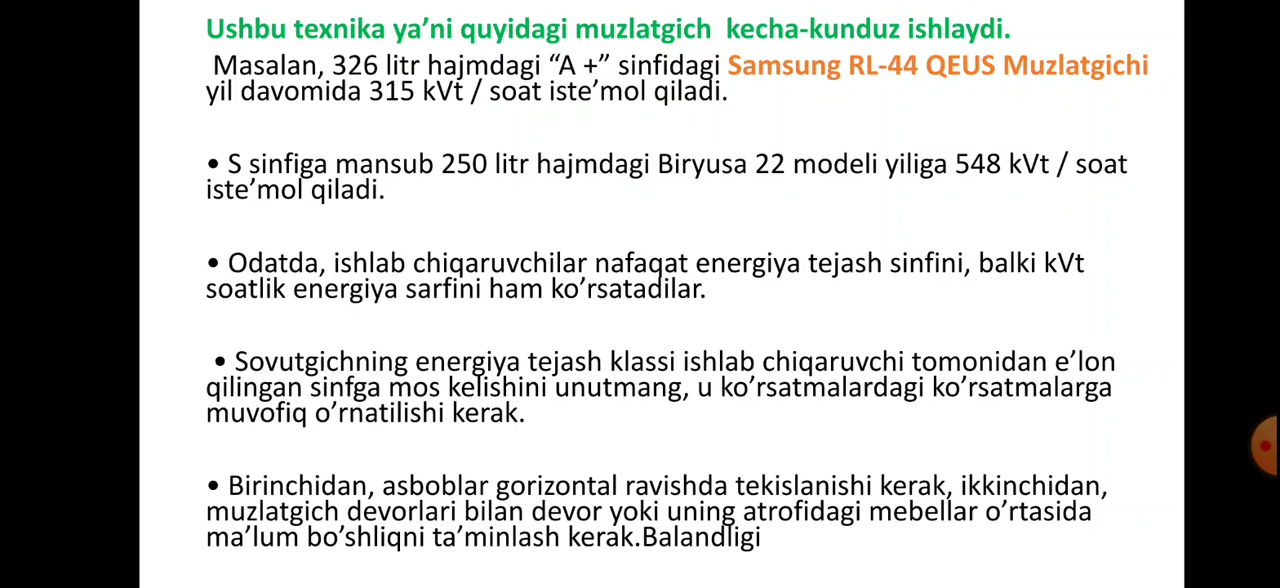 Ushbu texnika ya’ni quyidagi muzlatgich  kecha-kunduz ishlaydi.
Masalan, 326 litr hajmdagi “A +” sinfidagi Samsung RL-44 QEUS Muzlatgichi
yil davomida 315 kVt / soat iste’mol qiladi.
• S sinfiga mansub 250 litr hajmdagi Biryusa 22 modeli yiliga 548 kVt / soat
iste’mol qiladi.
• Odatda, ishlab chiqaruvchilar nafaqat energiya tejash sinfini, balki kVt
soatlik energiya sarfini ham ko’rsatadilar.
• Sovutgichning energiya tejash klassi ishlab chiqaruvchi tomonidan e’lon
qilingan sinfga mos kelishini unutmang, u ko’rsatmalardagi ko’rsatmalarga
muvofiq o’rnatilishi kerak.
• Birinchidan, asboblar gorizontal ravishda tekislanishi kerak, ikkinchidan,
muzlatgich devorlari bilan devor yoki uning atrofidagi mebellar o’rtasida
ma’lum bo’shliqni ta’minlash kerak.Balandligi